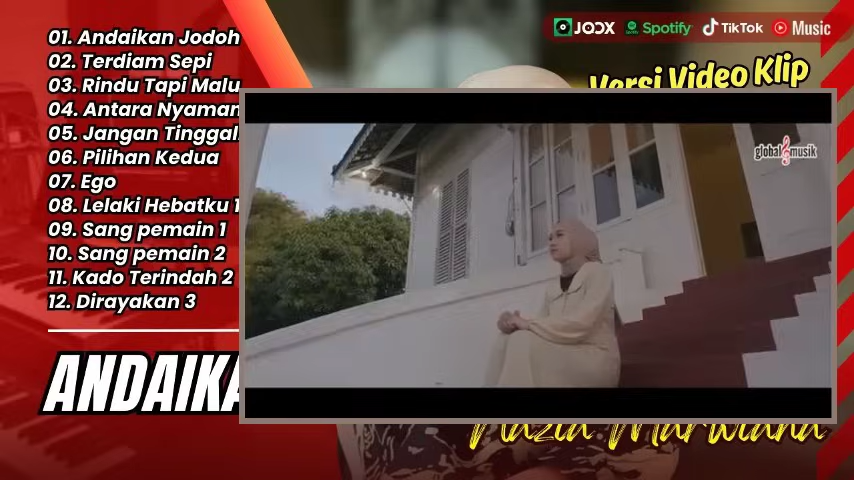 01. Andaikan Jodoh
02. Terdiam Sepi
03. Rindu Tapi Malu
04. Antara Nyaman
05. Jangan Tinggal
06. Pilihan Kedua
07. Ego
08. Lelaki Hebatku 1
09. Sang pemain 1
10. Sang pemain 2
11. Kado Terindah 2
12. Dirayakan 3
ANDAIKA
JOOX Spotify TikTok Music
Versi Video Klip
global musik
Nazia Marwiana